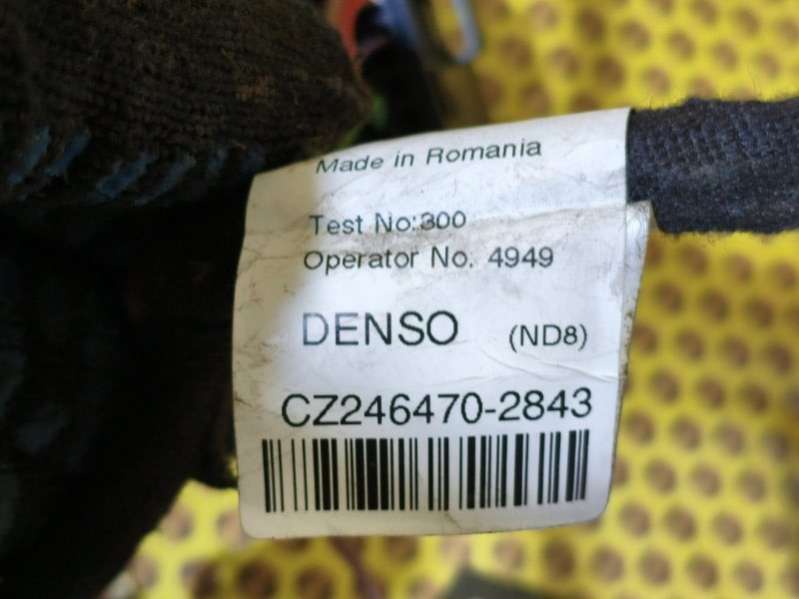 Made in Romania
Test No:300
Operator No. 4949
DENSO (ND8)
CZ246470-2843